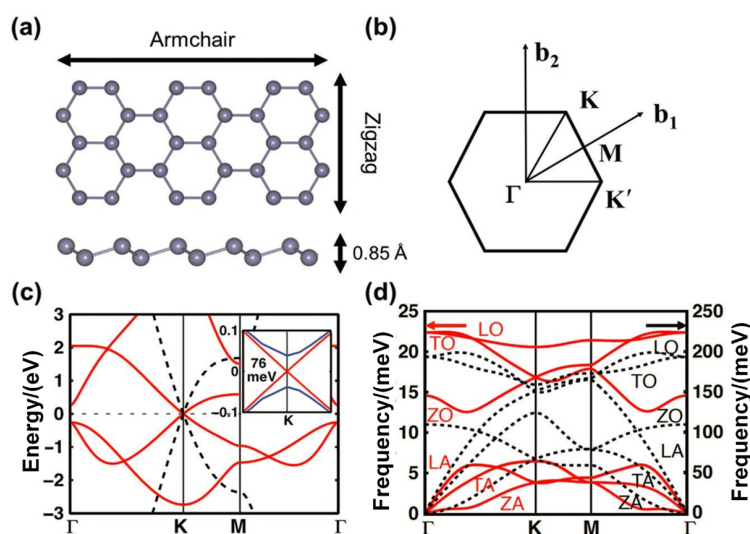 (a)
Armchair
Zigzag
0.85 Å
(b)
b2
K
b1
M
Γ
K′
(c)
Energy/(eV)
3
2
1
0
−1
−2
−3
Γ
K
M
Γ
0.1
0
−0.1
76
meV
K
(d)
Frequency/(meV)
25
20
15
10
5
0
LO
TO
ZO
LA
TA
ZA
LO
TO
ZO
LA
TA
ZA
250
200
150
100
50
0
Frequency/(meV)
Γ
K
M
Γ